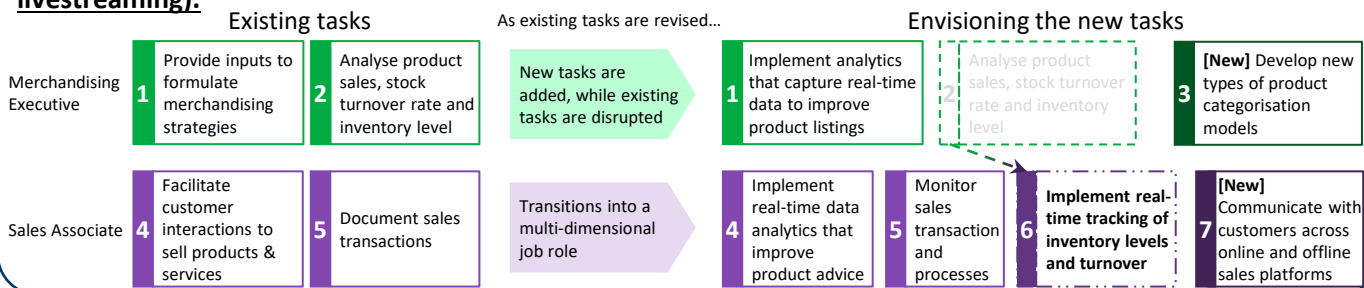 livestreaming):
Existing tasks
As existing tasks are revised…
Envisioning the new tasks
Merchandising
Executive
1
Provide inputs to
formulate
merchandising
strategies
2
Analyse product
sales, stock
turnover rate and
inventory level
New tasks are
added, while existing
tasks are disrupted
1
Implement analytics
that capture real-time
data to improve
product listings
2
Analyse product
sales, stock turnover
rate and inventory
level
3
[New] Develop new
types of product
categorisation
models
Sales Associate
4
Facilitate
customer
interactions to
sell products &
services
5
Document sales
transactions
Transitions into a
multi-dimensional
job role
4
Implement
real-time data
analytics that
improve
product advice
5
Monitor
sales
transaction
and
processes
6
Implement real-
time tracking of
inventory levels
and turnover
7
[New]
Communicate with
customers across
online and offline
sales platforms